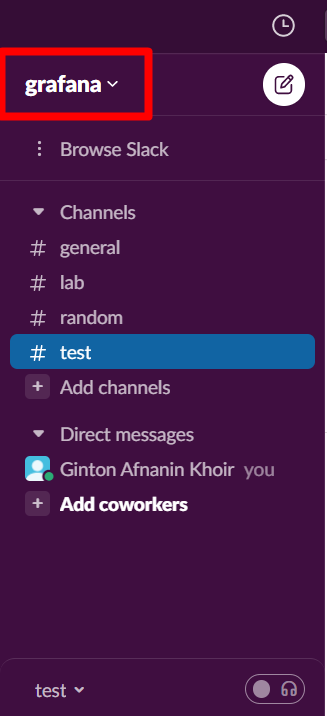 grafana
Browse Slack
Channels
# general
# lab
# random
# test
+ Add channels
Direct messages
Ginton Afnanin Khoir you
+ Add coworkers
test